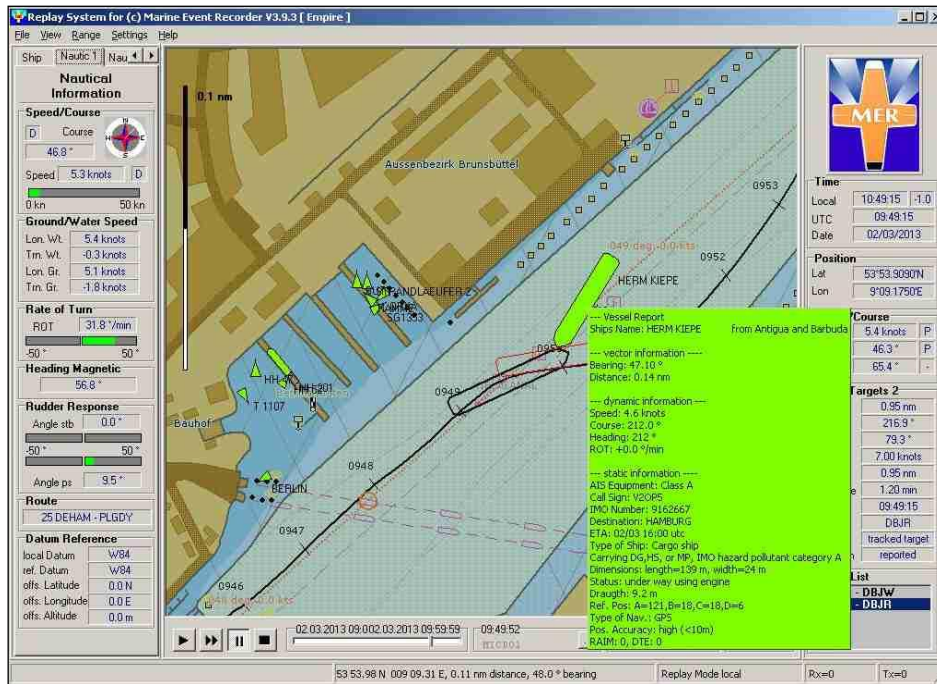 Replay System for (c) Marine Event Recorder V3.9.3 [ Empire ]
File View Range Settings Help
Ship Nautic 1 Nau
Nautical
Information
Speed/Course
D Course
46.8 °
Speed 5.3 knots D
0 kn 50 kn
Ground/Water Speed
Lon. Wt. 5.4 knots
Trn. Wt. -0.3 knots
Lon. Gr. 5.1 knots
Trn. Gr. -1.8 knots
Rate of Turn
ROT 31.8 °/min
-50 ° 50 °
Heading Magnetic
56.8 °
Rudder Response
Angle stb 0.0 °
-50 ° 50 °
Angle ps 9.5 °
Route
25 DEHAM - PLGDY
Datum Reference
local Datum W84
ref. Datum W84
offs. Latitude 0.0 N
offs. Longitude 0.0 E
offs. Altitude 0.0 m
0.1 nm
Aussenbezirk Brunsbüttel
0953
049 deg,-0.0 kts
0952
HERM KIEPE
STRANDLAEUFER 2
SG1353
0949
T 1107
Bauhof
0948
BERLIN
0947
0946
048 deg,-0.0 kts
--- Vessel Report
Ships Name: HERM KIEPE from Antigua and Barbuda
--- vector information ----
Bearing: 47.10 °
Distance: 0.14 nm
--- dynamic information ----
Speed: 4.6 knots
Course: 212.0 °
Heading: 212 °
ROT: +0.0 °/min
--- static information ----
AIS Equipment: Class A
Call Sign: V2OP5
IMO Number: 9162667
Destination: HAMBURG
ETA: 02/03 16:00 utc
Type of Ship: Cargo ship
Carrying DG,HS, or MP, IMO hazard pollutant category A
Dimensions: length=139 m, width=24 m
Status: under way using engine
Draugth: 9.2 m
Ref. Pos: A=121,B=18,C=18,D=6
Type of Nav.: GPS
Pos. Accuracy: high (<10m)
RAIM: 0, DTE: 0
MER
Time
Local 10:49:15 -1.0
UTC 09:49:15
Date 02/03/2013
Position
Lat 53°53.9090'N
Lon 9°09.1750'E
/Course
5.4 knots P
46.3 ° P
65.4 ° -
Targets 2
0.95 nm
216.9 °
79.3 °
7.00 knots
0.95 nm
1.20 min
09:49:15
DBJR
tracked target
reported
List
- DBJW
- DBJR
02.03.2013 09:00 02.03.2013 09:59:59
09:49:52
MICRO1
53 53.98 N 009 09.31 E, 0.11 nm distance, 48.0 ° bearing
Replay Mode local
Rx=0
Tx=0